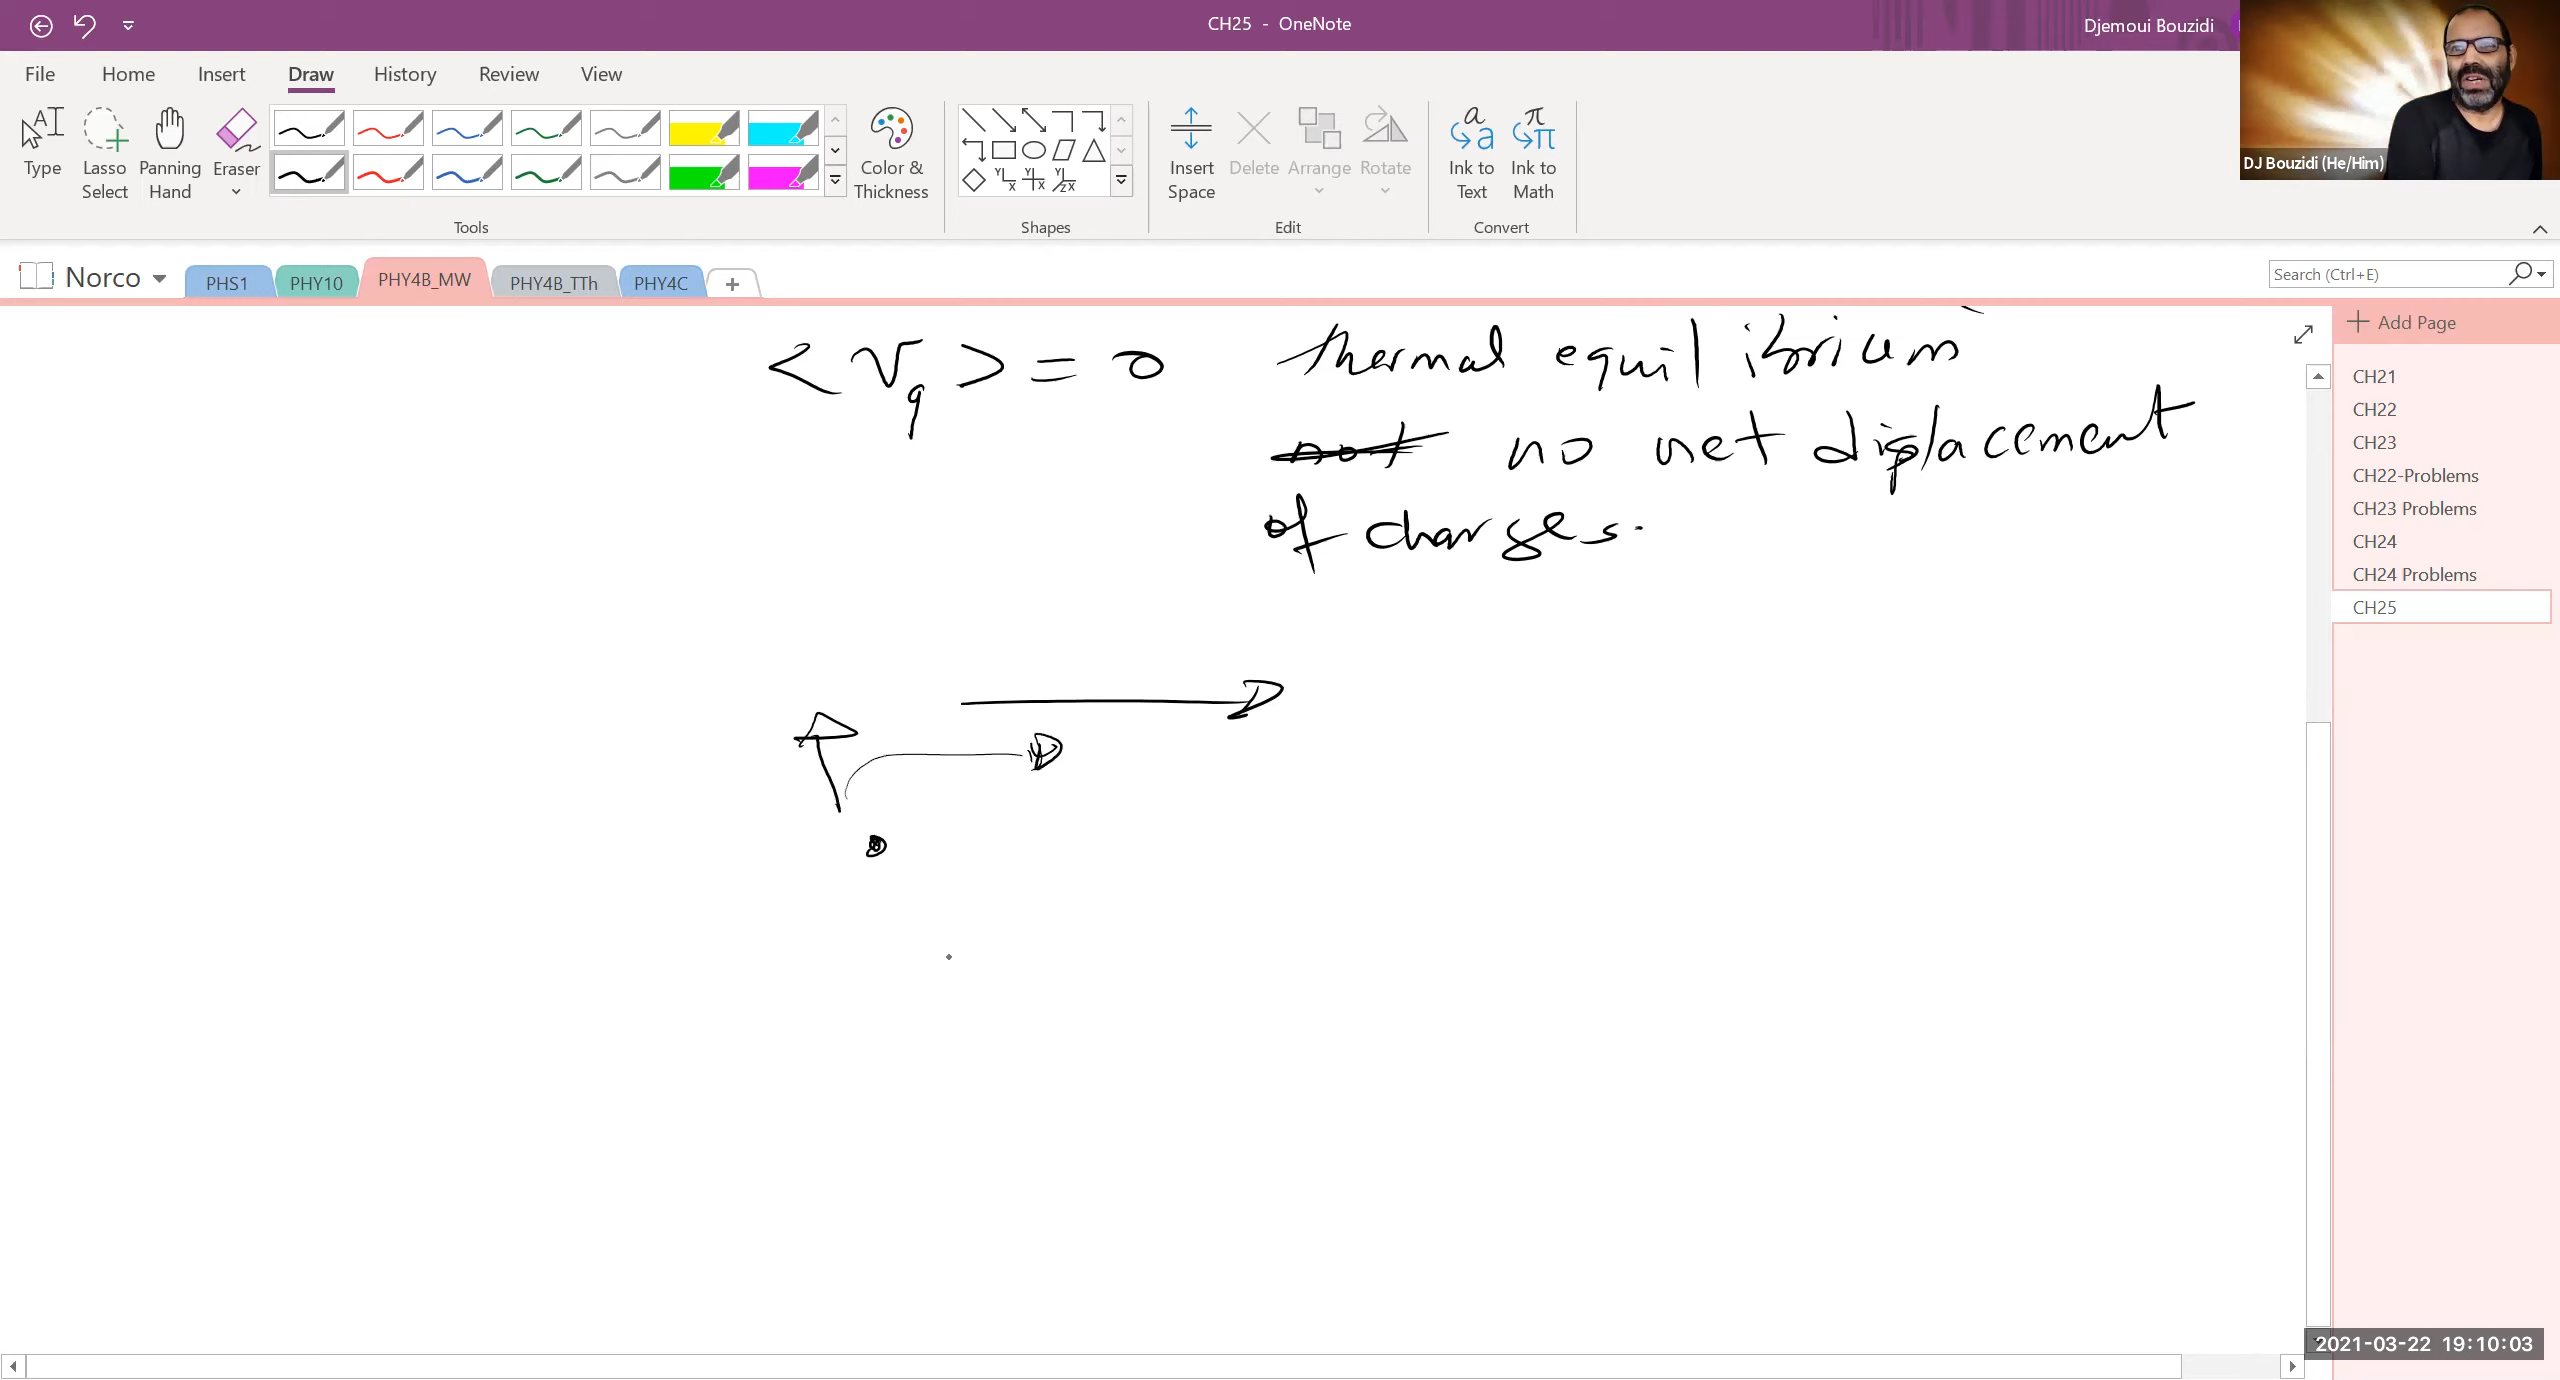 CH25 - OneNote
Djemoui Bouzidi
File Home Insert Draw History Review View
Type
Lasso Select
Panning Hand
Eraser
Color & Thickness
Insert Space
Delete
Arrange
Rotate
Ink to Text
Ink to Math
Tools
Shapes
Edit
Convert
DJ Bouzidi (He/Him)
Norco
PHS1 PHY10 PHY4B_MW PHY4B_TTh PHY4C +
Search (Ctrl+E)
Add Page
CH21
CH22
CH23
CH22-Problems
CH23 Problems
CH24
CH24 Problems
CH25
< v_q > = 0 thermal equilibrium
not no net displacement
of charges.
2021-03-22 19:10:03